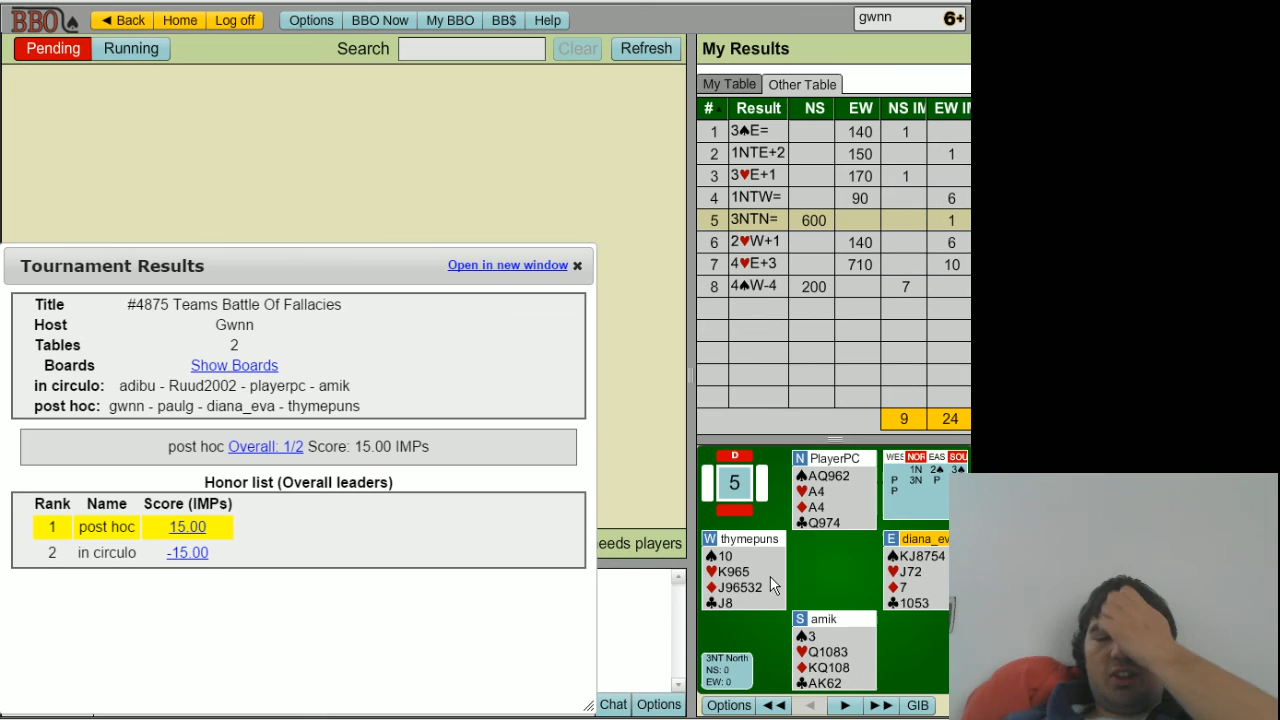 BBO ◄ Back Home Log off Options BBO Now My BBO BB$ Help gwnn 6+
Pending Running Search Clear Refresh
My Results
My Table Other Table
# Result NS EW NS IM EW IM
1 3♠E= 140 1
2 1NTE+2 150 1
3 3♥E+1 170 1
4 1NTW= 90 6
5 3NTN= 600 1
6 2♥W+1 140 6
7 4♥E+3 710 10
8 4♠W-4 200 7
9 24
Tournament Results Open in new window ✖
Title #4875 Teams Battle Of Fallacies
Host Gwnn
Tables 2
Boards Show Boards
in circulo: adibu - Ruud2002 - playerpc - amik
post hoc: gwnn - paulg - diana_eva - thymepuns
post hoc Overall: 1/2 Score: 15.00 IMPs
Honor list (Overall leaders)
Rank Name Score (IMPs)
1 post hoc 15.00
2 in circulo -15.00
eeds players
Chat Options
D
5
N PlayerPC
♠AQ962
♥A4
♦A4
♣Q974
WES NOR EAS SOU
1N 2♠ 3♠
P 3N P
P
W thymepuns
♠10
♥K965
♦J96532
♣J8
E diana_ev
♠KJ8754
♥J72
♦7
♣1053
S amik
♠3
♥Q1083
♦KQ108
♣AK62
3NT North
NS: 0
EW: 0
Options ◄◄ ◄ ► ►► GIB